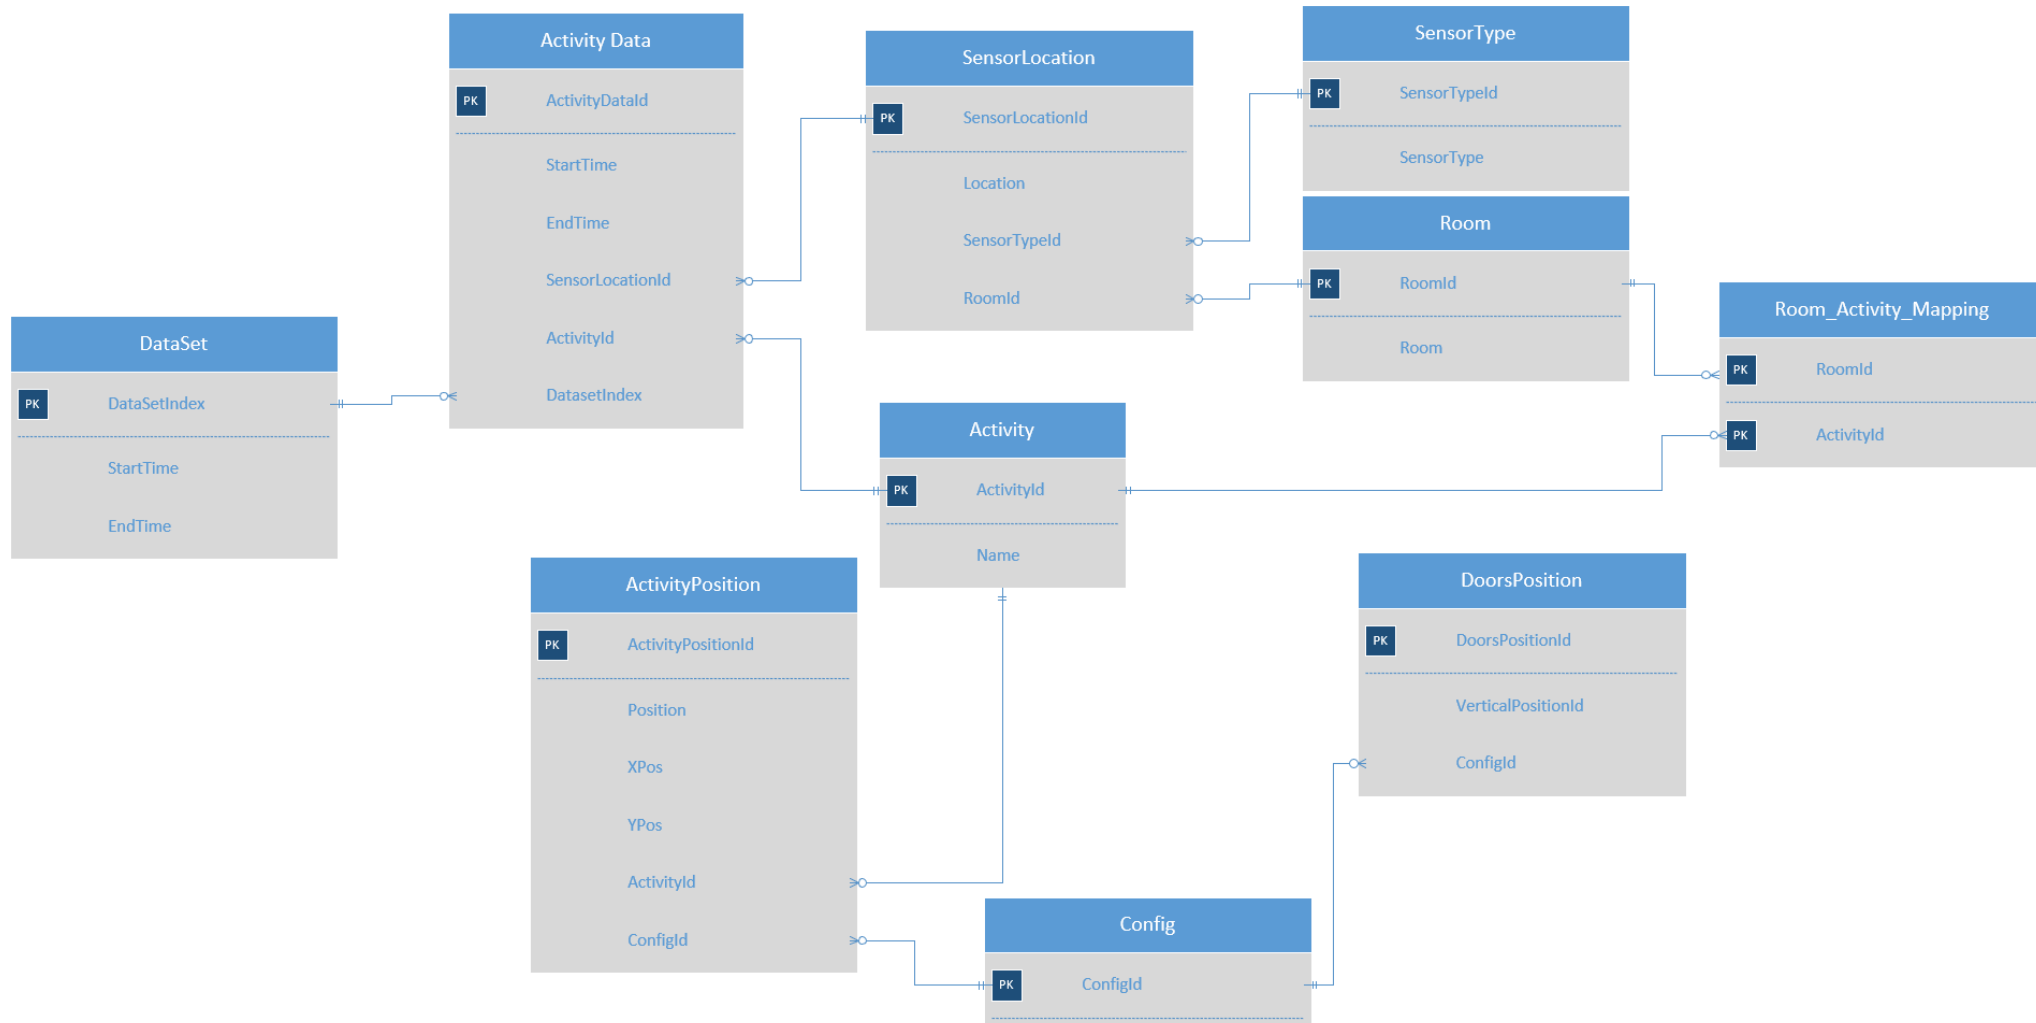 Activity Data
PK ActivityDataId
StartTime
EndTime
SensorLocationId
ActivityId
DatasetIndex
SensorLocation
PK SensorLocationId
Location
SensorTypeId
RoomId
SensorType
PK SensorTypeId
SensorType
Room
PK RoomId
Room
Room_Activity_Mapping
PK RoomId
PK ActivityId
DataSet
PK DataSetIndex
StartTime
EndTime
Activity
PK ActivityId
Name
ActivityPosition
PK ActivityPositionId
Position
XPos
YPos
ActivityId
ConfigId
DoorsPosition
PK DoorsPositionId
VerticalPositionId
ConfigId
Config
PK ConfigId